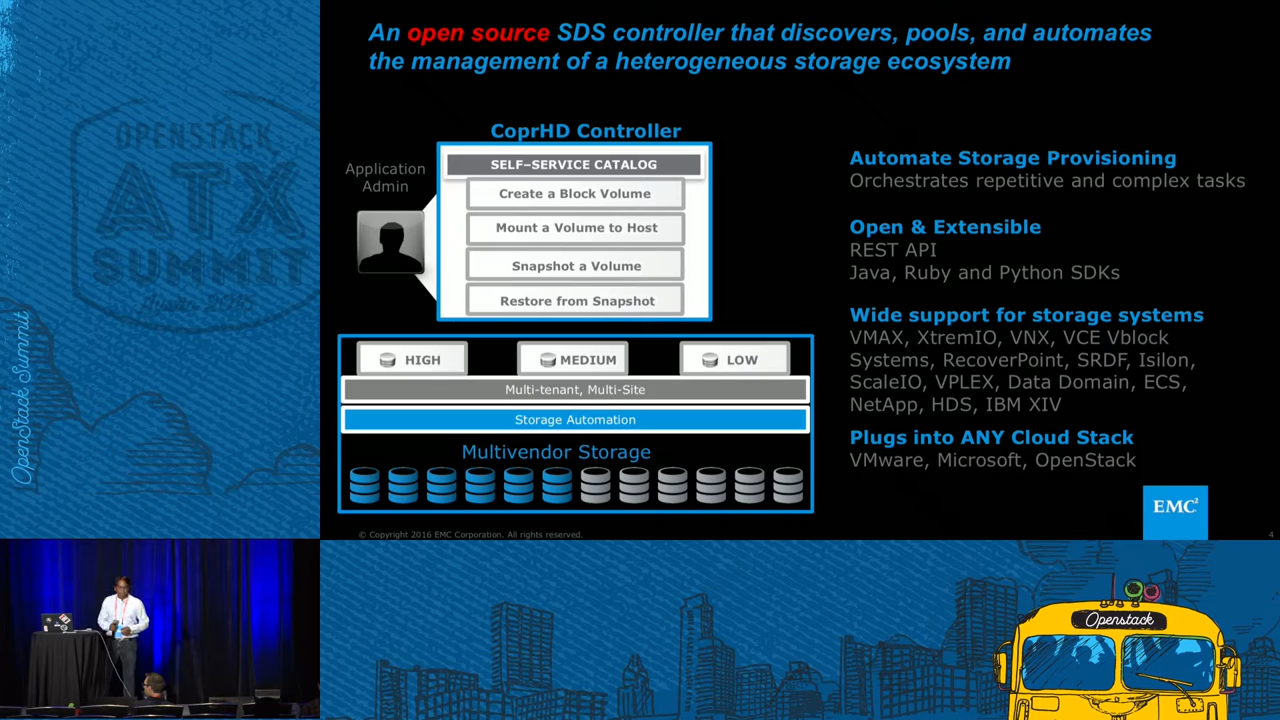 An open source SDS controller that discovers, pools, and automates
the management of a heterogeneous storage ecosystem
CoprHD Controller
Application
Admin
SELF–SERVICE CATALOG
Create a Block Volume
Mount a Volume to Host
Snapshot a Volume
Restore from Snapshot
HIGH
MEDIUM
LOW
Multi-tenant, Multi-Site
Storage Automation
Multivendor Storage
Automate Storage Provisioning
Orchestrates repetitive and complex tasks
Open & Extensible
REST API
Java, Ruby and Python SDKs
Wide support for storage systems
VMAX, XtremIO, VNX, VCE Vblock
Systems, RecoverPoint, SRDF, Isilon,
ScaleIO, VPLEX, Data Domain, ECS,
NetApp, HDS, IBM XIV
Plugs into ANY Cloud Stack
VMware, Microsoft, OpenStack
EMC²
© Copyright 2016 EMC Corporation. All rights reserved.
4
OPENSTACK
ATX
SUMMIT
OpenStack Summit
Openstack